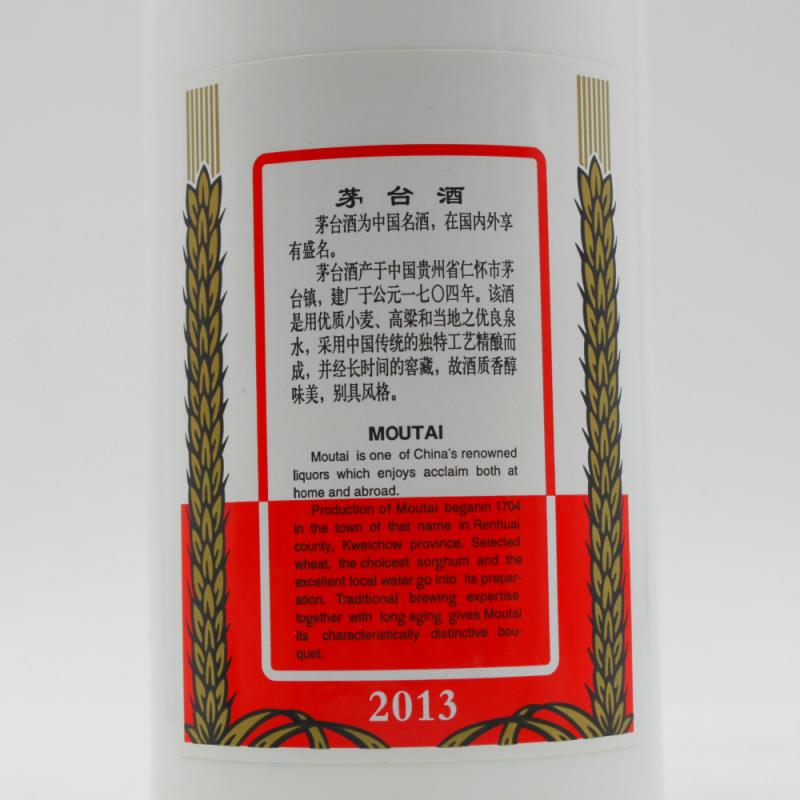 茅台酒
茅台酒为中国名酒，在国内外享
有盛名。
茅台酒产于中国贵州省仁怀市茅
台镇，建厂于公元一七〇四年。该酒
是用优质小麦、高粱和当地之优良泉
水，采用中国传统的独特工艺精酿而
成，并经长时间的窖藏，故酒质香醇
味美，别具风格。
MOUTAI
Moutai is one of China's renowned
liquors which enjoys acclaim both at
home and abroad.
Production of Moutai beganin 1704
in the town of that name in Renhuai
county, Kweichow province. Selected
wheat, the choicest sorghum and the
excellent local water go into its prepar-
ation. Traditional brewing expertise
together with long aging gives Moutai
its characteristically distinctive bou-
quet.
2013